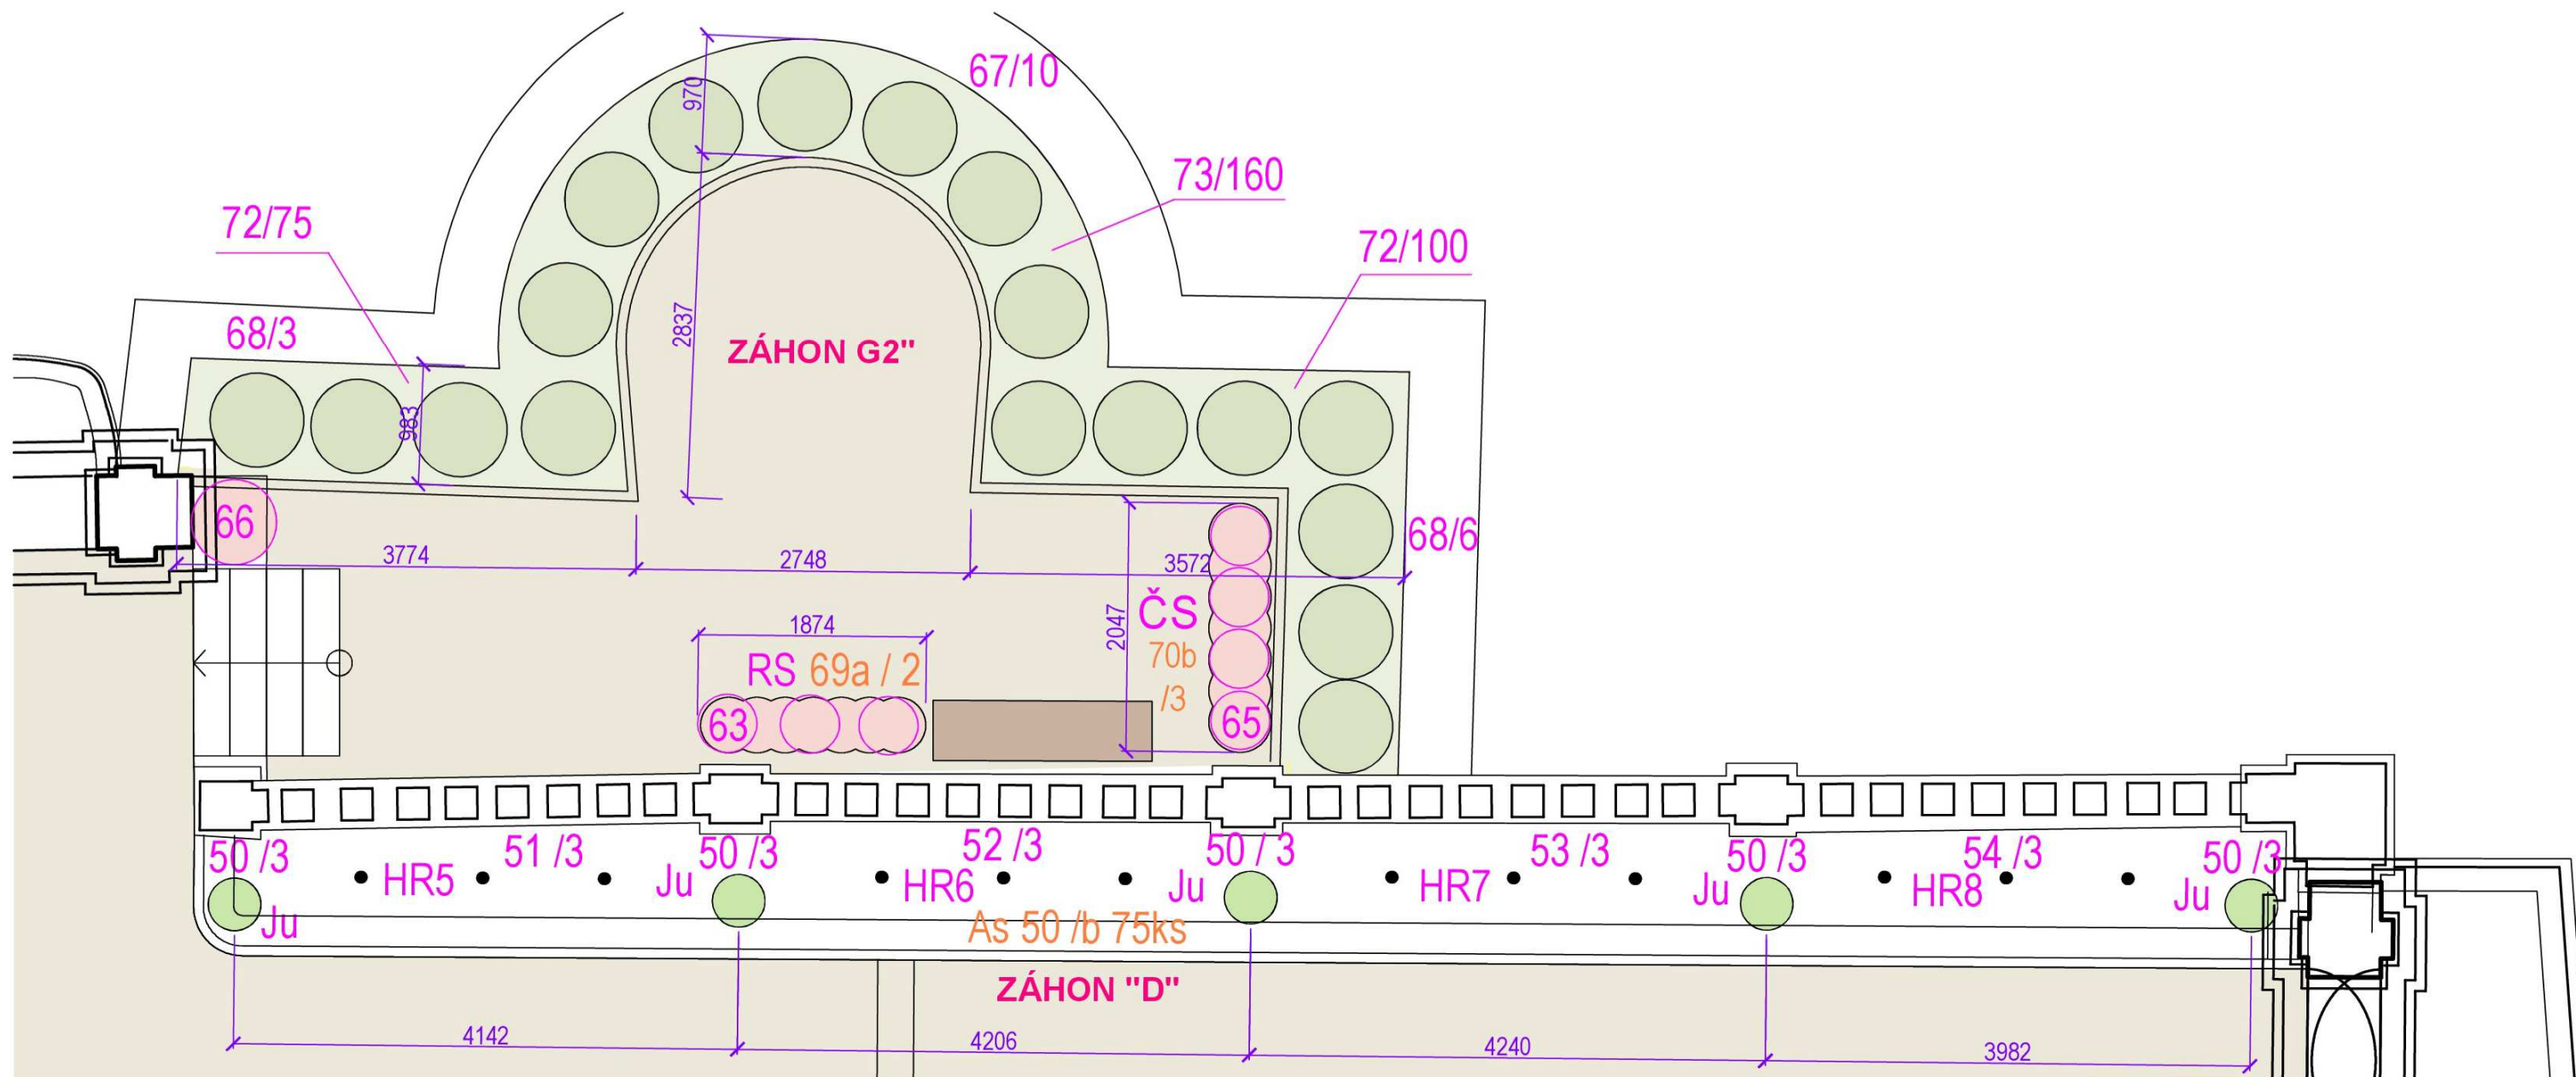 67/10
970
73/160
72/75
72/100
68/3
2837
ZÁHON G2"
983
66
68/6
3774
2748
3572
1874
2047
ČS
RS 69a / 2
70b
/3
63
65
50 /3
51 /3
50 /3
52 /3
50 / 3
53 /3
50 /3
54 /3
50 /3
HR5
Ju
HR6
Ju
HR7
Ju
HR8
Ju
Ju
As 50 /b 75ks
ZÁHON "D"
4142
4206
4240
3982